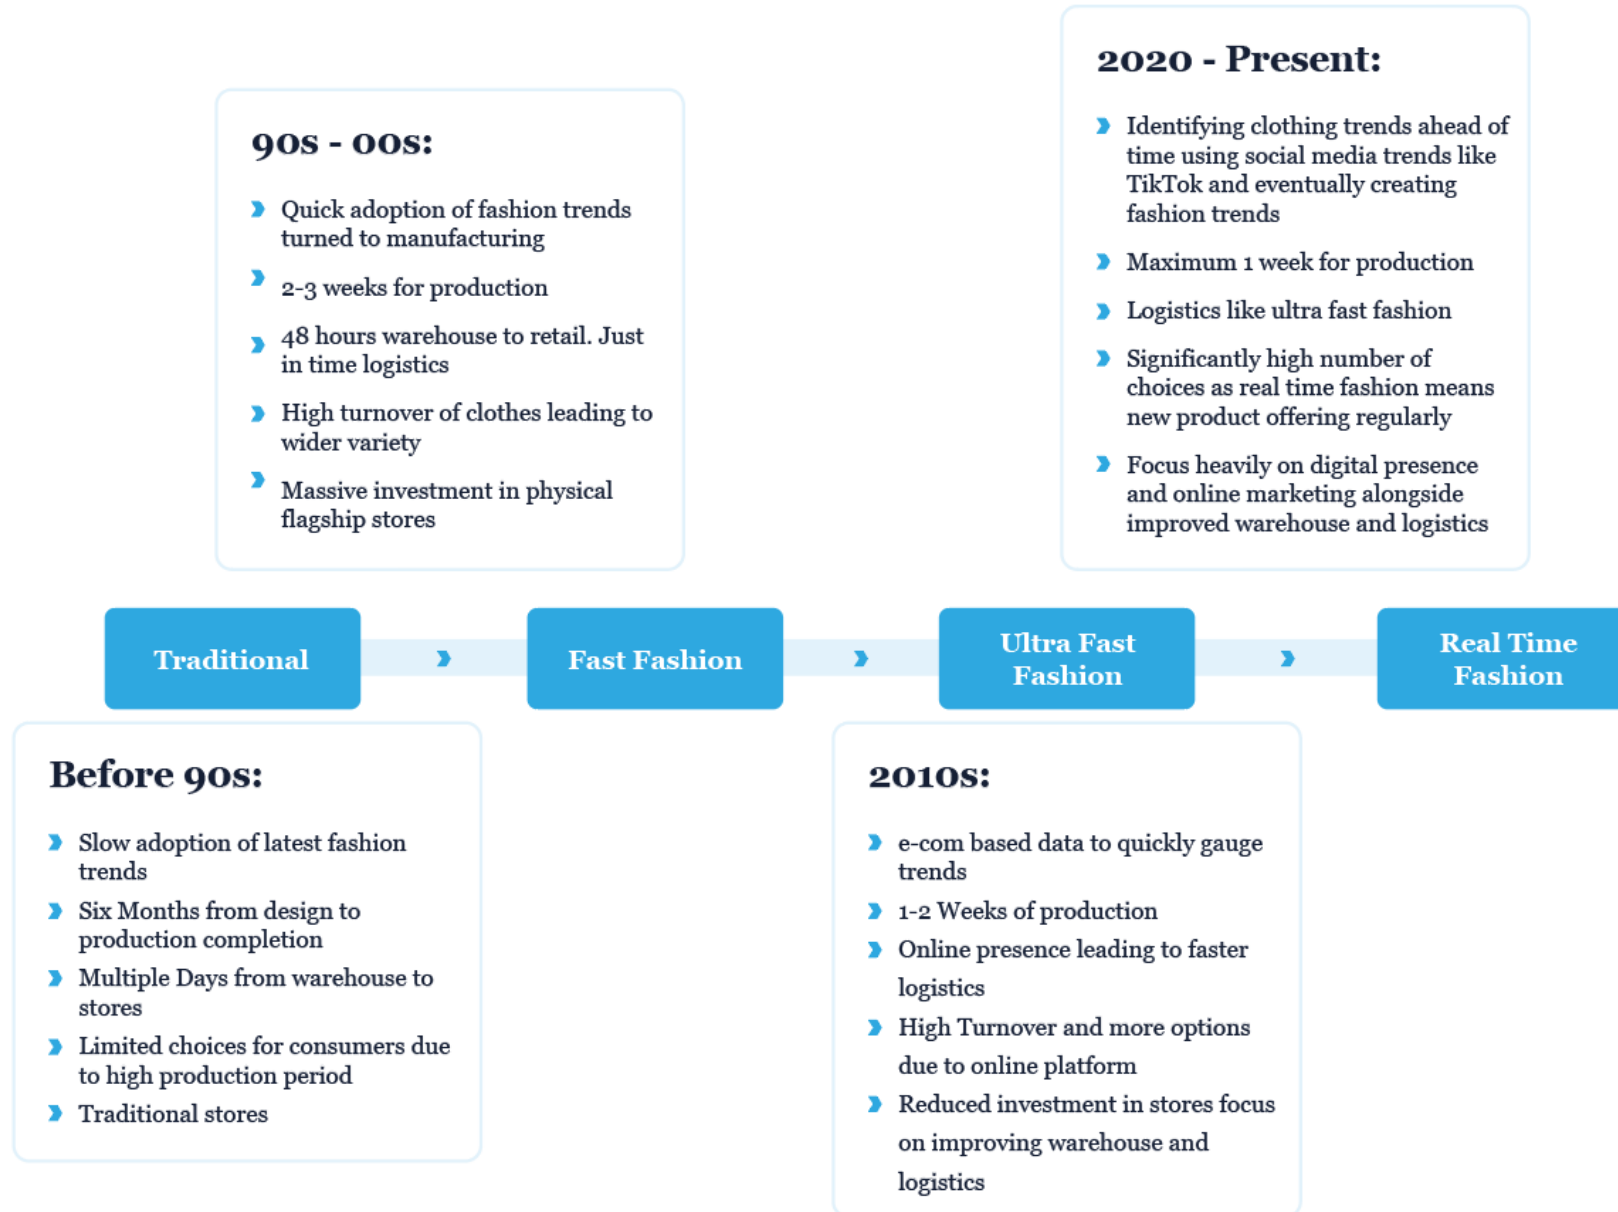 2020 - Present:
Identifying clothing trends ahead of
time using social media trends like
TikTok and eventually creating
fashion trends
Maximum 1 week for production
Logistics like ultra fast fashion
Significantly high number of
choices as real time fashion means
new product offering regularly
Focus heavily on digital presence
and online marketing alongside
improved warehouse and logistics
90s - 00s:
Quick adoption of fashion trends
turned to manufacturing
2-3 weeks for production
48 hours warehouse to retail. Just
in time logistics
High turnover of clothes leading to
wider variety
Massive investment in physical
flagship stores
Traditional
Fast Fashion
Ultra Fast
Fashion
Real Time
Fashion
Before 90s:
Slow adoption of latest fashion
trends
Six Months from design to
production completion
Multiple Days from warehouse to
stores
Limited choices for consumers due
to high production period
Traditional stores
2010s:
e-com based data to quickly gauge
trends
1-2 Weeks of production
Online presence leading to faster
logistics
High Turnover and more options
due to online platform
Reduced investment in stores focus
on improving warehouse and
logistics